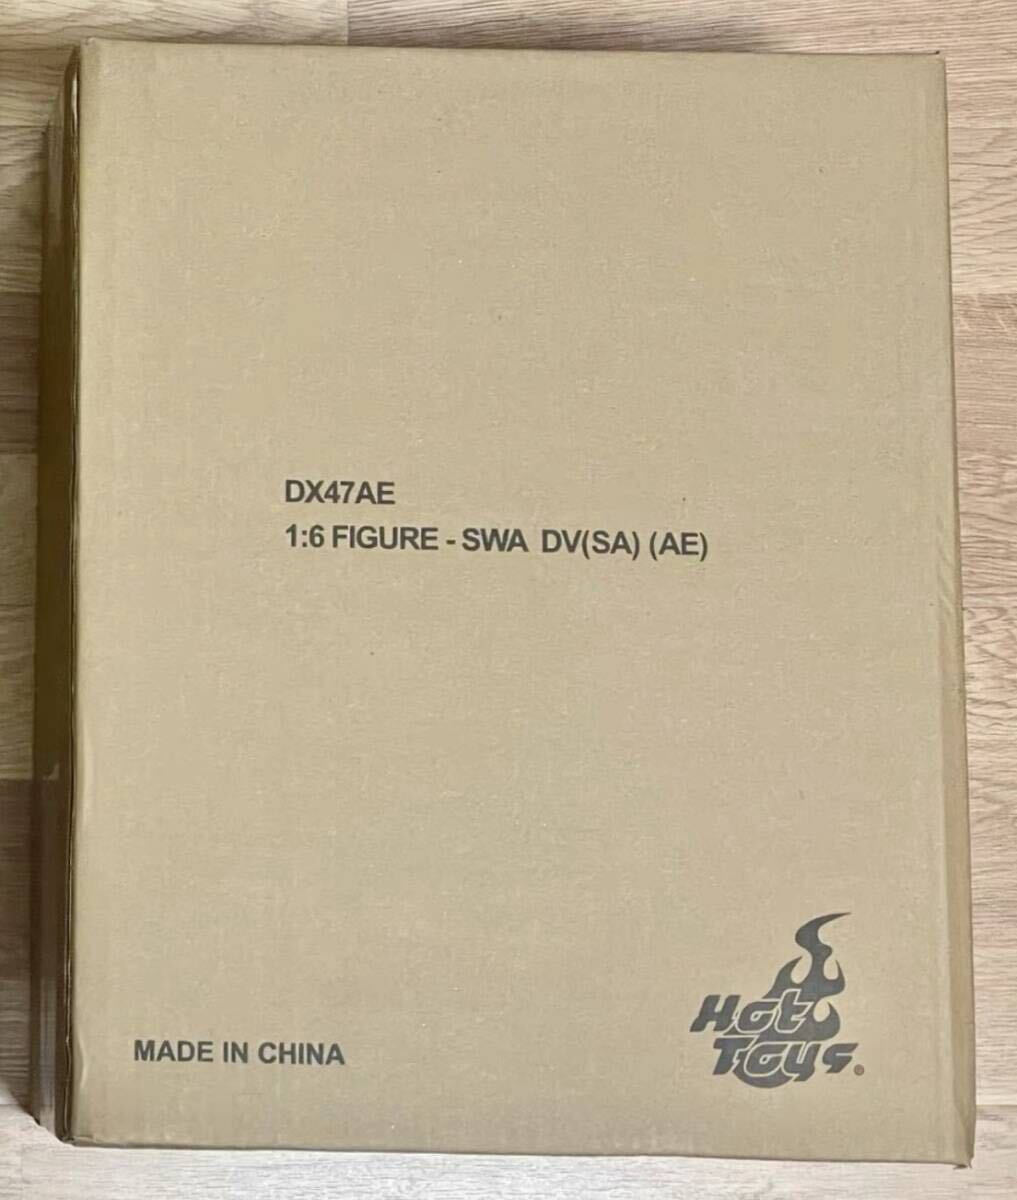 DX47AE
1:6 FIGURE - SWA DV(SA) (AE)
MADE IN CHINA
Hot
Toys®